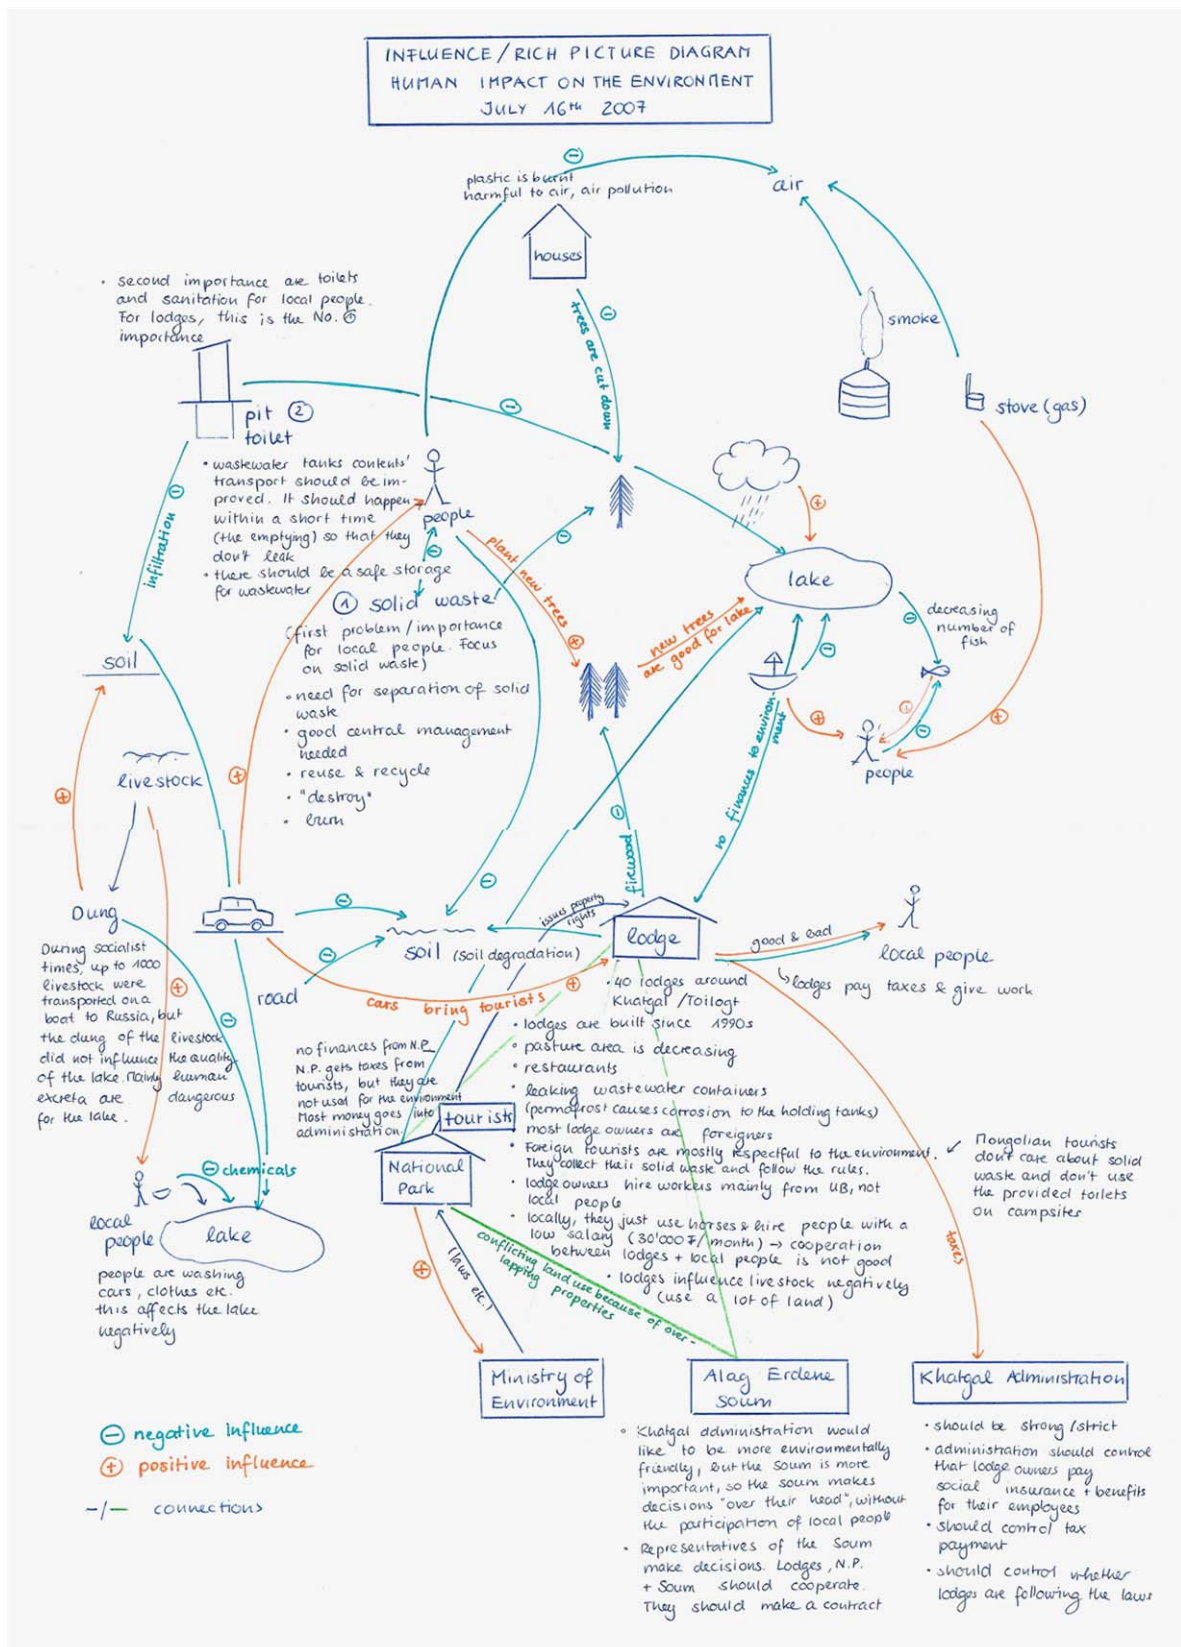 INFLUENCE/RICH PICTURE DIAGRAM
HUMAN IMPACT ON THE ENVIRONMENT
JULY 16th 2007
plastic is burnt
harmful to air, air pollution
air
houses
trees are cut down
• second importance are toilets
and sanitation for local people.
For lodges, this is the No. ①
importance
smoke
stove (gas)
pit ②
toilet
• wastewater tanks contents'
transport should be im-
proved. It should happen
within a short time
(the emptying) so that they
don't leak
• there should be a safe storage
for wastewater
infiltration
people
plant new trees
lake
new trees
are good for lake
decreasing
number of
fish
① solid waste
(first problem/importance
for local people. Focus
on solid waste)
• need for separation of solid
waste
• good central management
needed
• reuse & recycle
• "destroy"
• burn
soil
livestock
people
no finances to environ-
ment
firewood
Dung
During socialist
times, up to 1000
livestock were
transported on a
boat to Russia, but
the dung of the livestock
did not influence the quality
of the lake. Mainly human
excreta are dangerous
for the lake.
road
soil (soil degradation)
issues property
rights
lodge
good & bad
local people
lodges pay taxes & give work
cars bring tourists
• 40 lodges around
Khatgal/Toilogt
• lodges are built since 1990s
• pasture area is decreasing
• restaurants
• leaking wastewater containers
(permafrost causes corrosion to the holding tanks)
most lodge owners are foreigners
• Foreign tourists are mostly respectful to the environment.
They collect their solid waste and follow the rules.
• lodge owners hire workers mainly from UB, not
local people
• locally, they just use horses & hire people with a
low salary (30'000 ₮/month) → cooperation
between lodges + local people is not good
• lodges influence livestock negatively
(use a lot of land)
Mongolian tourists
don't care about solid
waste and don't use
the provided toilets
on campsites
no finances from N.P.
N.P. gets taxes from
tourists, but they are
not used for the environment
Most money goes into
administration.
tourists
National
Park
chemicals
local
people
lake
people are washing
cars, clothes etc.
this affects the lake
negatively
(laws etc.)
conflicting land use because of over-
lapping properties
taxes
Ministry of
Environment
Alag Erdene
Soum
Khatgal Administration
• Khatgal administration would
like to be more environmentally
friendly, but the Soum is more
important, so the soum makes
decisions "over their head", without
the participation of local people
• Representatives of the Soum
make decisions. Lodges, N.P.
+ Soum should cooperate.
They should make a contract
• should be strong/strict
• administration should control
that lodge owners pay
social insurance + benefits
for their employees
• should control tax
payment
• should control whether
lodges are following the laws
⊖ negative influence
⊕ positive influence
–/– connections